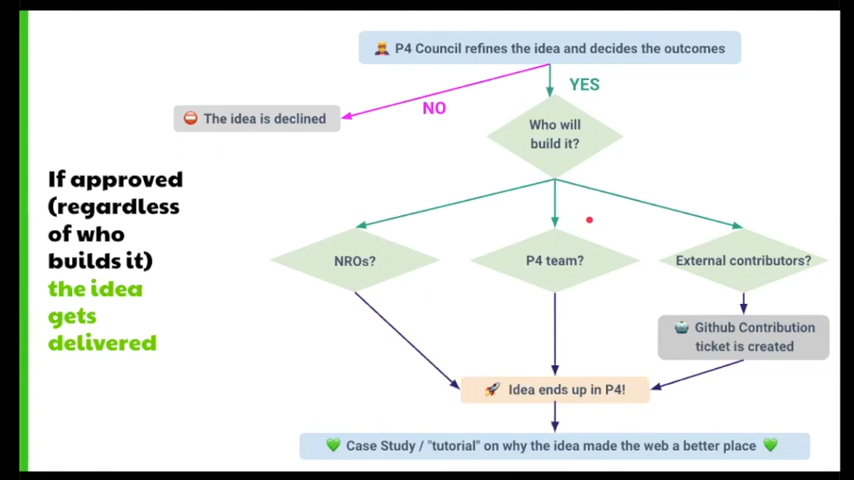 P4 Council refines the idea and decides the outcomes
YES
NO
The idea is declined
Who will
build it?
If approved
(regardless
of who
builds it)
the idea
gets
delivered
NROs?
P4 team?
External contributors?
Github Contribution
ticket is created
Idea ends up in P4!
Case Study / "tutorial" on why the idea made the web a better place